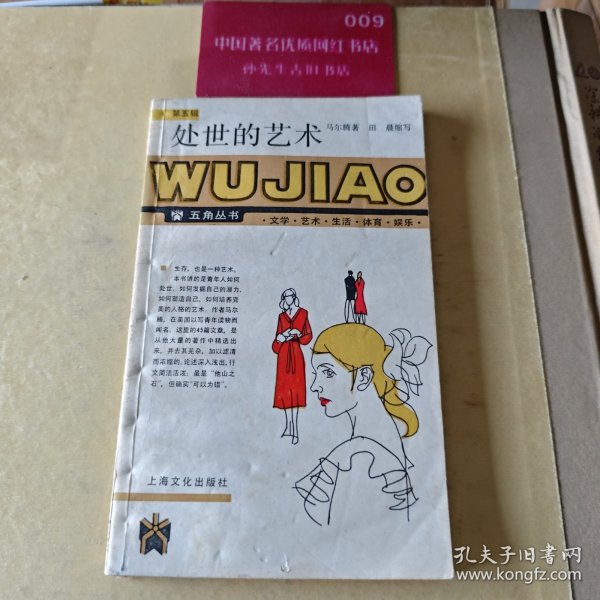 009
中国著名优质网红书店
孙先生古旧书店
第五辑
处世的艺术 马尔腾著 田 晨缩写
WUJIAO
五角丛书
·文学·艺术·生活·体育·娱乐·
生存,也是一种艺术。
本书讲的是青年人如何
处世、如何发掘自己的潜力、
如何塑造自己、如何培养完
美的人格的艺术。作者马尔
腾,在美国以写青年读物而
闻名。这里的45篇文章,是
从他大量的著作中精选出
来,并去其芜杂,加以滤清
而浓缩的。论述深入浅出,行
文简洁活泼;虽是“他山之
石”,但确实“可以为错”。
上海文化出版社
孔夫子旧书网
www.kongfz.com